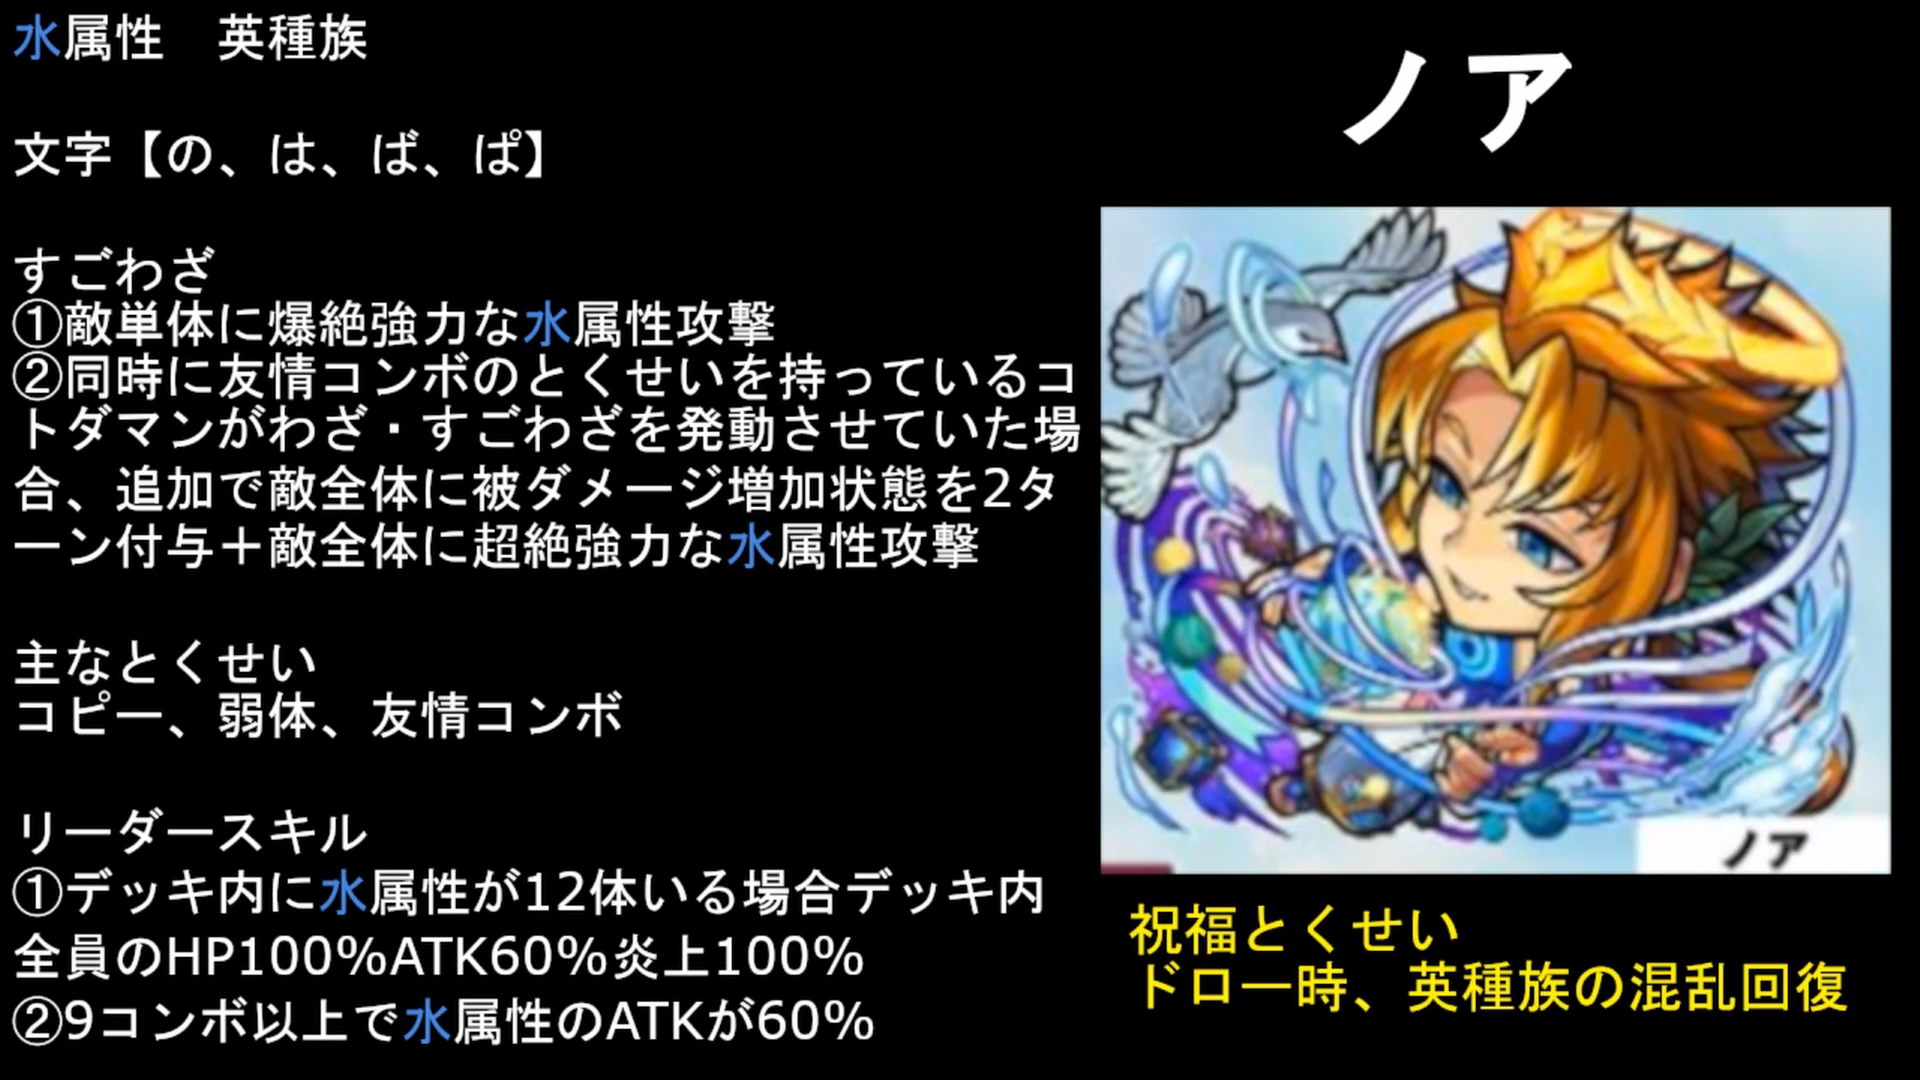 水属性　英種族
文字【の、は、ば、ぱ】
すごわざ
①敵単体に爆絶強力な水属性攻撃
②同時に友情コンボのとくせいを持っているコ
トダマンがわざ・すごわざを発動させていた場
合、追加で敵全体に被ダメージ増加状態を2タ
ーン付与＋敵全体に超絶強力な水属性攻撃
主なとくせい
コピー、弱体、友情コンボ
リーダースキル
①デッキ内に水属性が12体いる場合デッキ内
全員のHP100%ATK60%炎上100%
②9コンボ以上で水属性のATKが60%
ノア
ノア
祝福とくせい
ドロー時、英種族の混乱回復